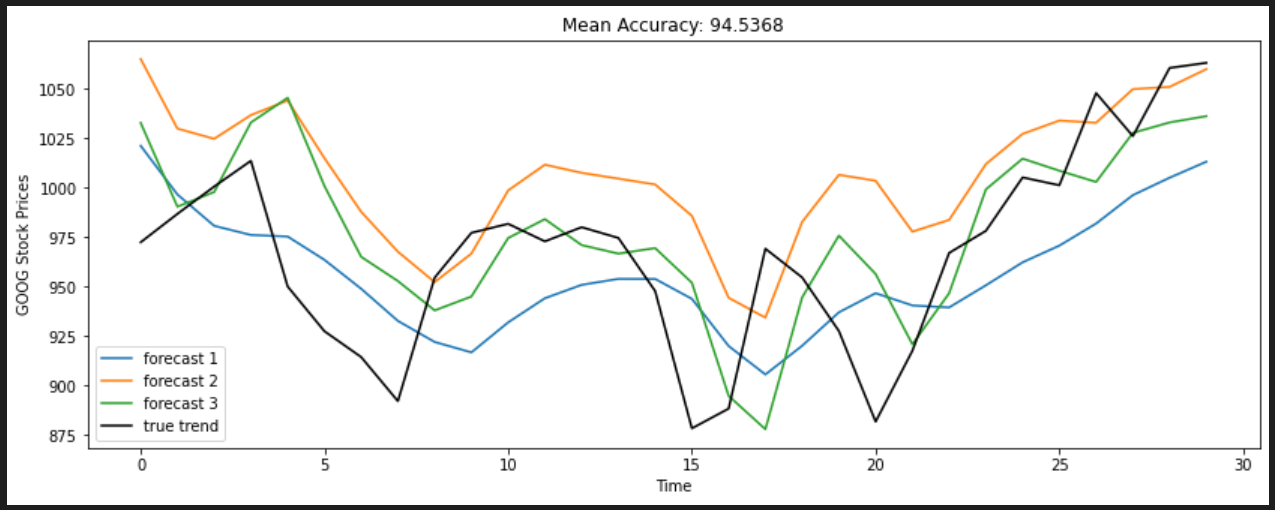 Mean Accuracy: 94.5368
1050
1025
1000
975
950
925
900
875
GOOG Stock Prices
forecast 1
forecast 2
forecast 3
true trend
0 5 10 15 20 25 30
Time